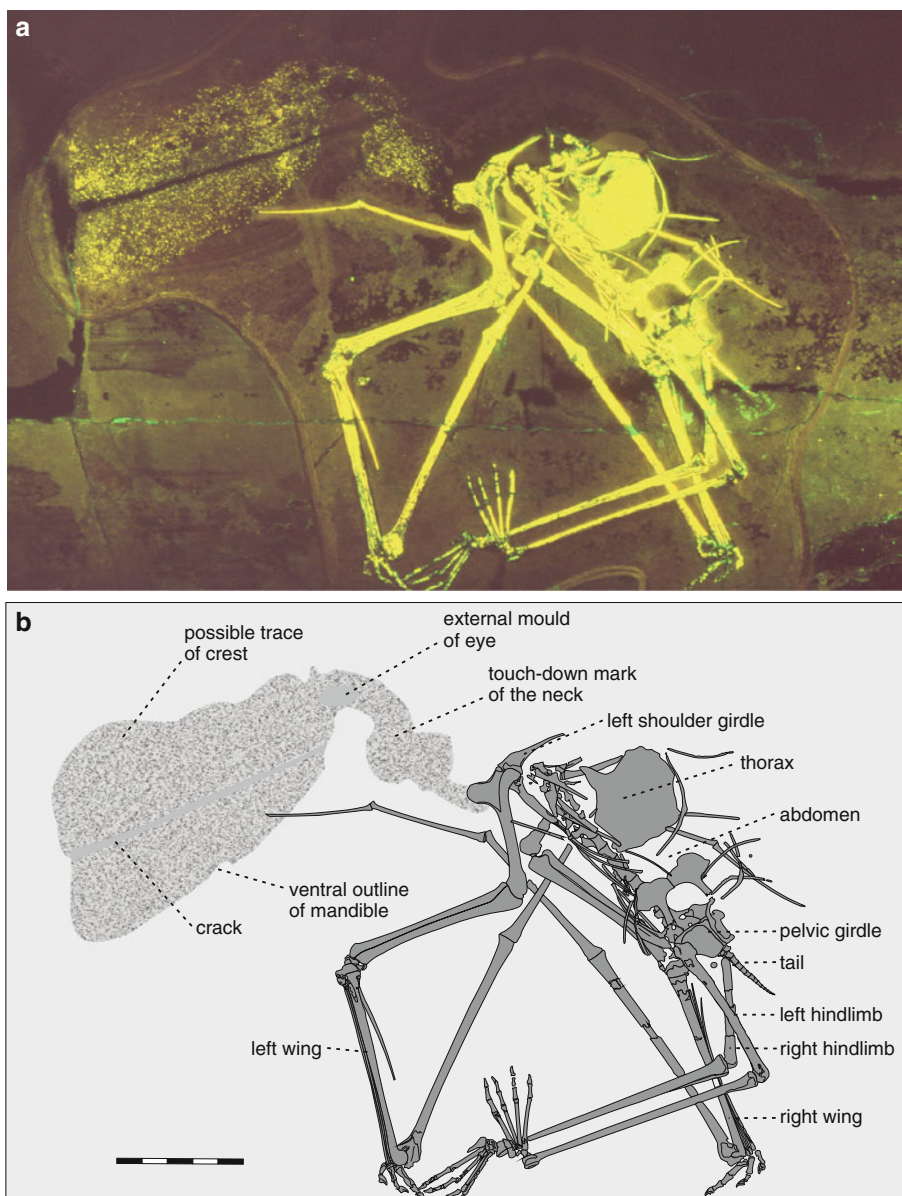 a
b
possible trace
of crest
external mould
of eye
touch-down mark
of the neck
left shoulder girdle
thorax
abdomen
ventral outline
of mandible
crack
pelvic girdle
tail
left hindlimb
left wing
right hindlimb
right wing